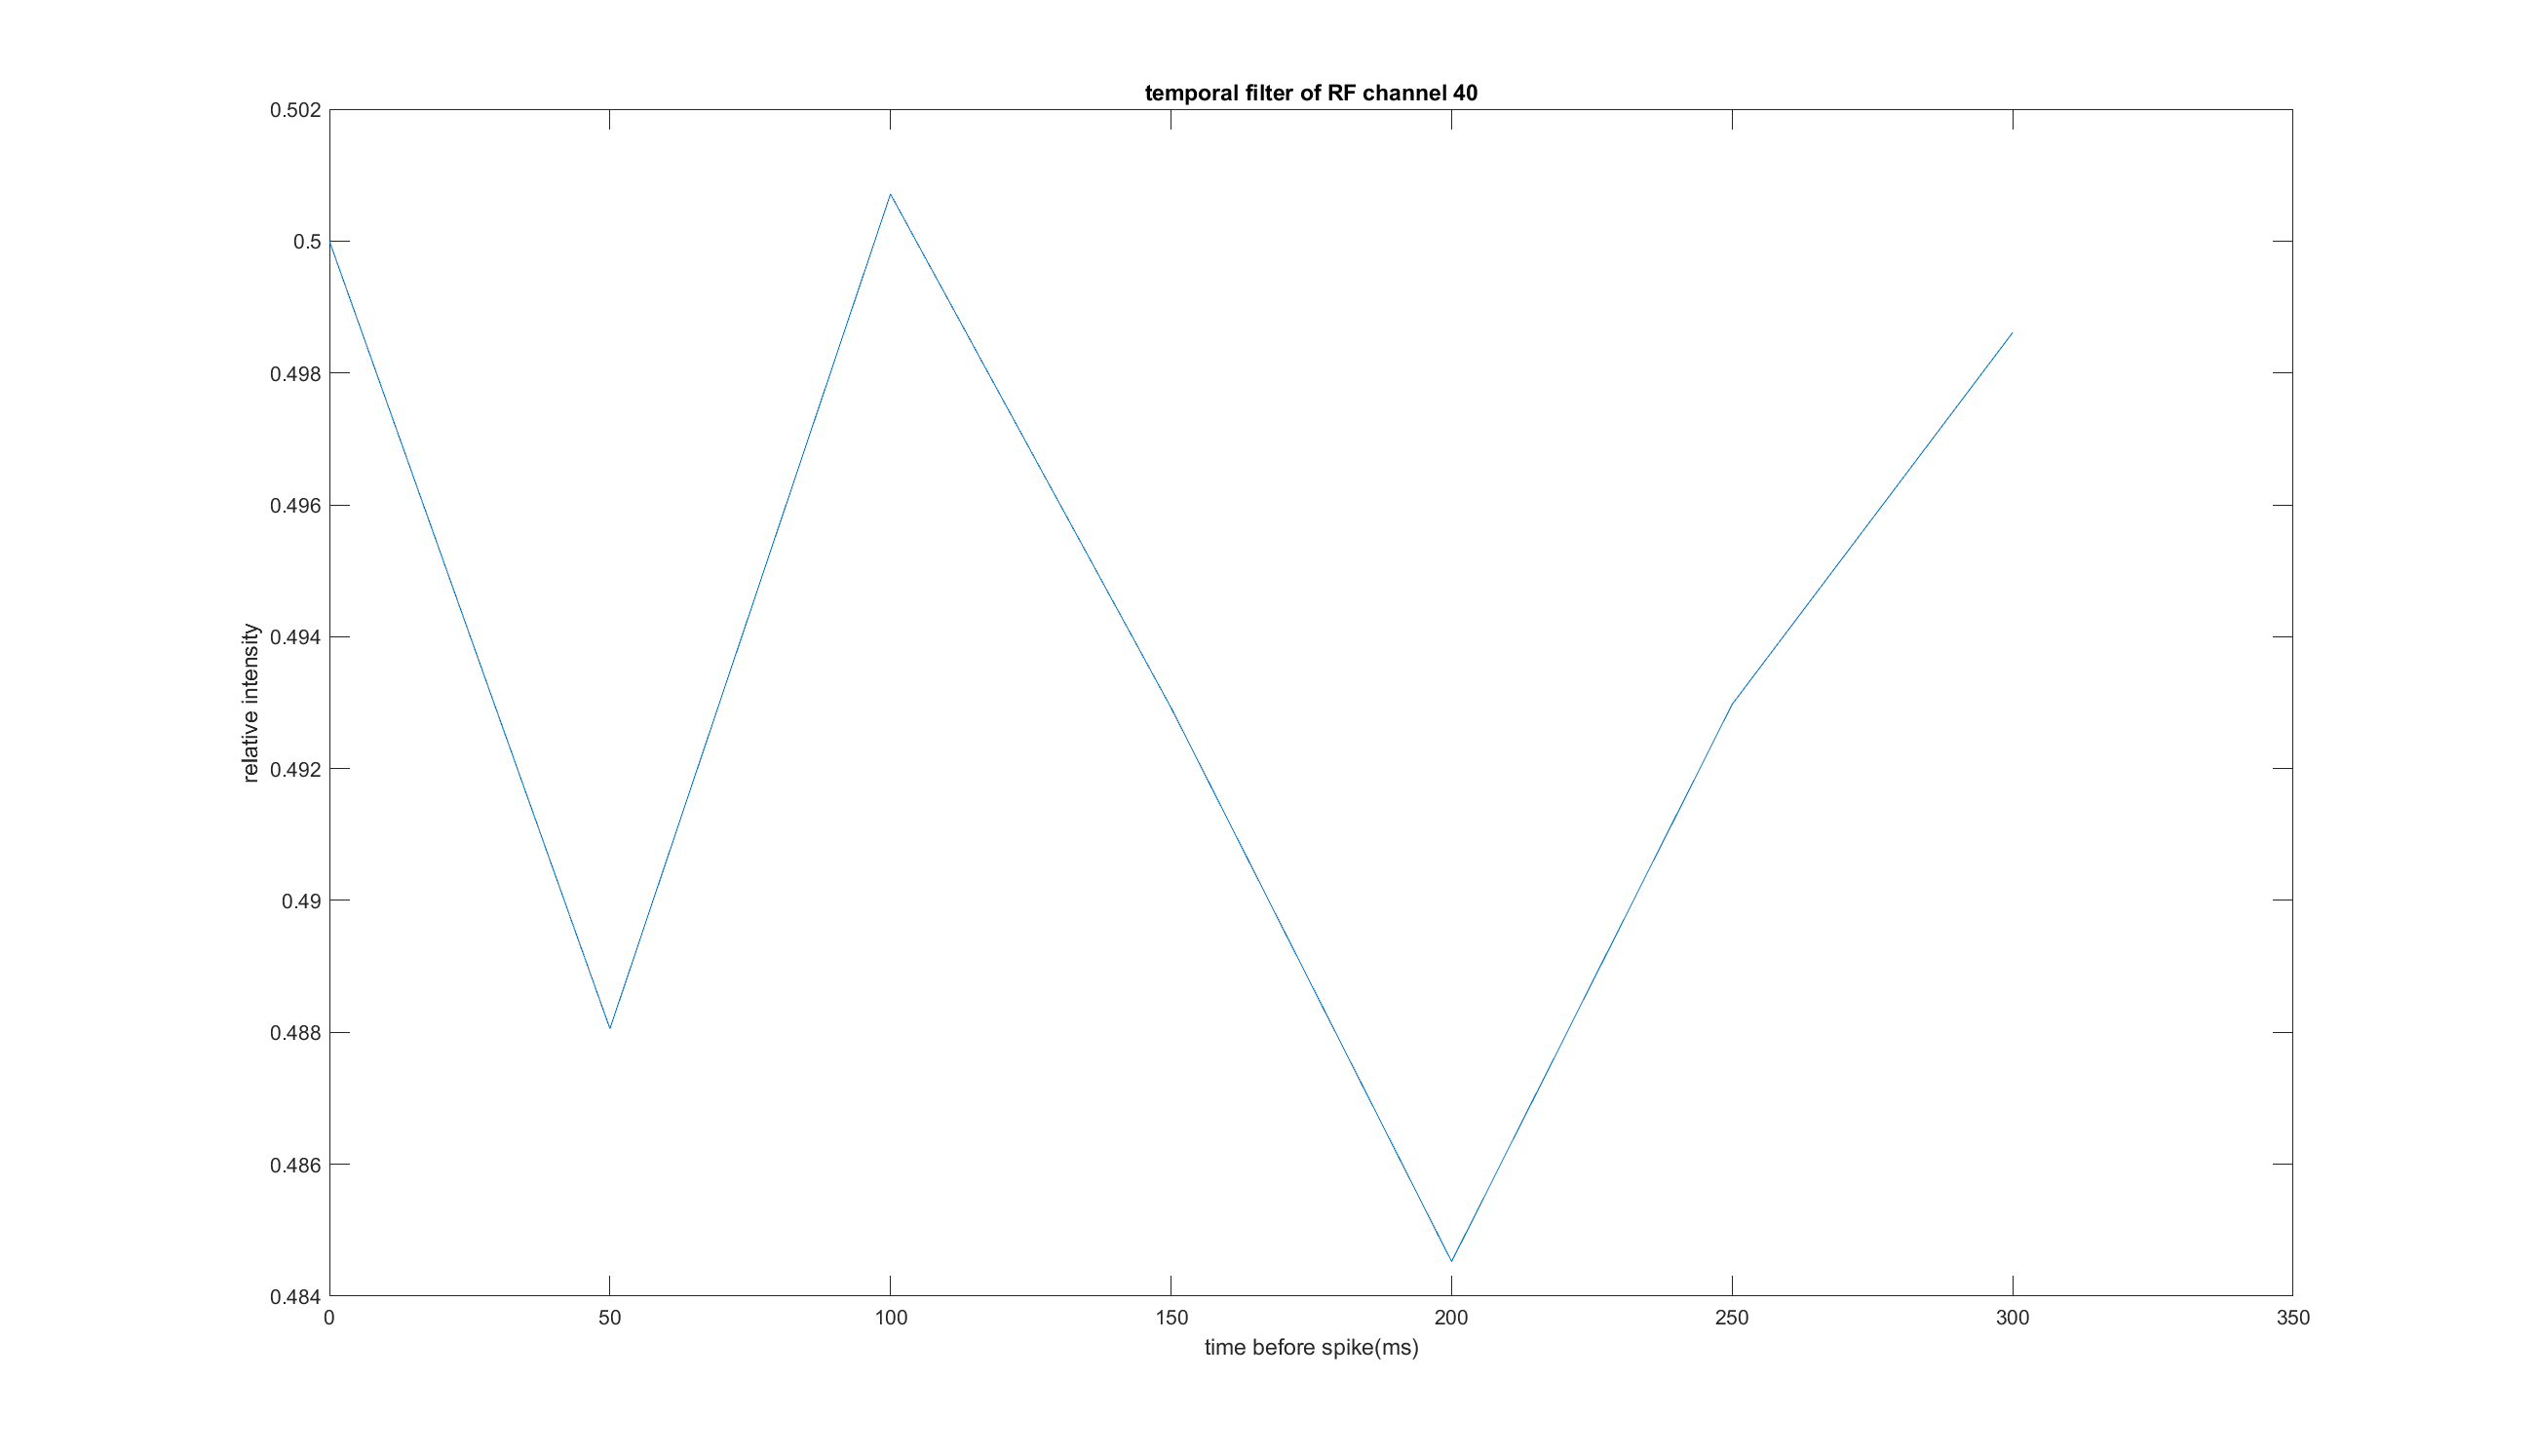 temporal filter of RF channel 40
0.502
0.5
0.498
0.496
0.494
0.492
0.49
0.488
0.486
0.484
relative intensity
0 50 100 150 200 250 300 350
time before spike(ms)